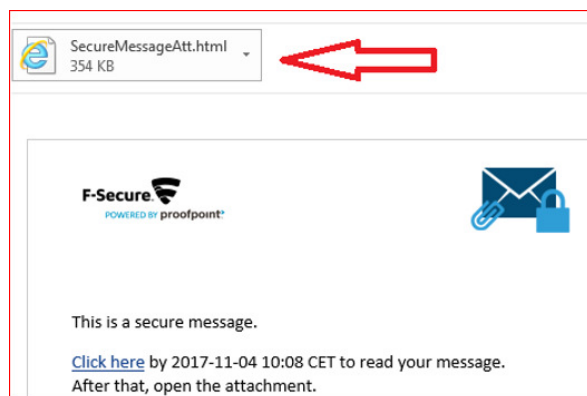 SecureMessageAtt.html
354 KB
F-Secure.
POWERED BY proofpoint
This is a secure message.
Click here by 2017-11-04 10:08 CET to read your message.
After that, open the attachment.